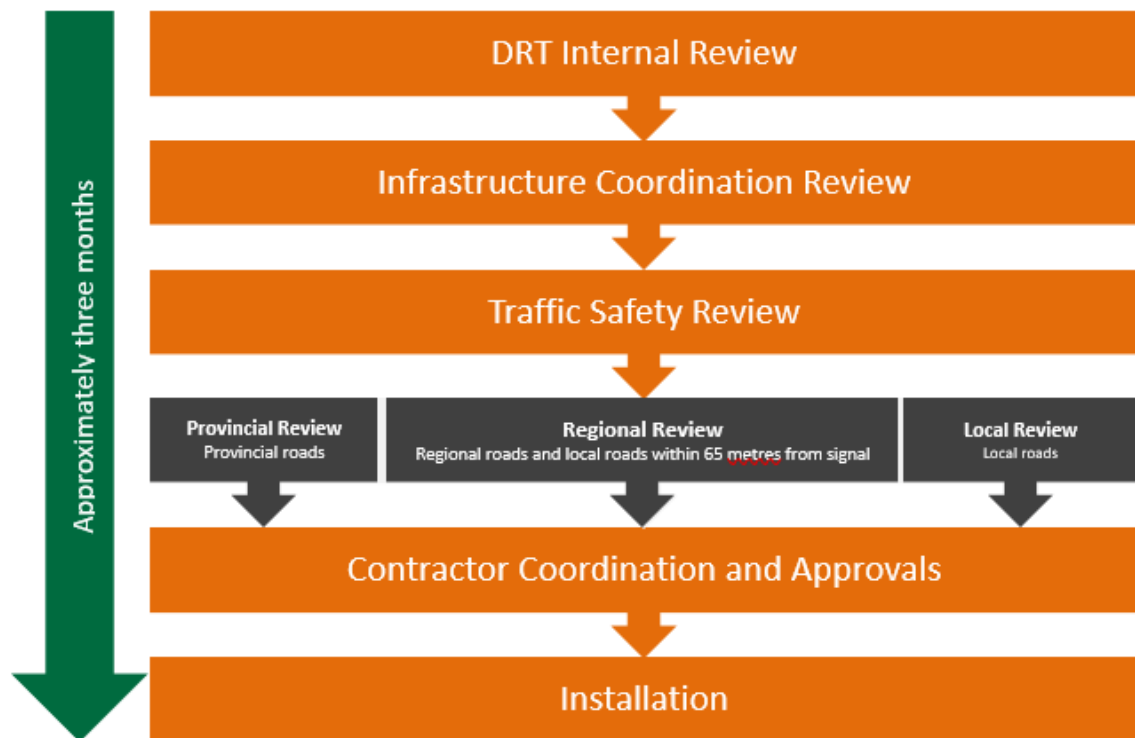 Approximately three months
DRT Internal Review
Infrastructure Coordination Review
Traffic Safety Review
Provincial Review
Provincial roads
Regional Review
Regional roads and local roads within 65 metres from signal
Local Review
Local roads
Contractor Coordination and Approvals
Installation